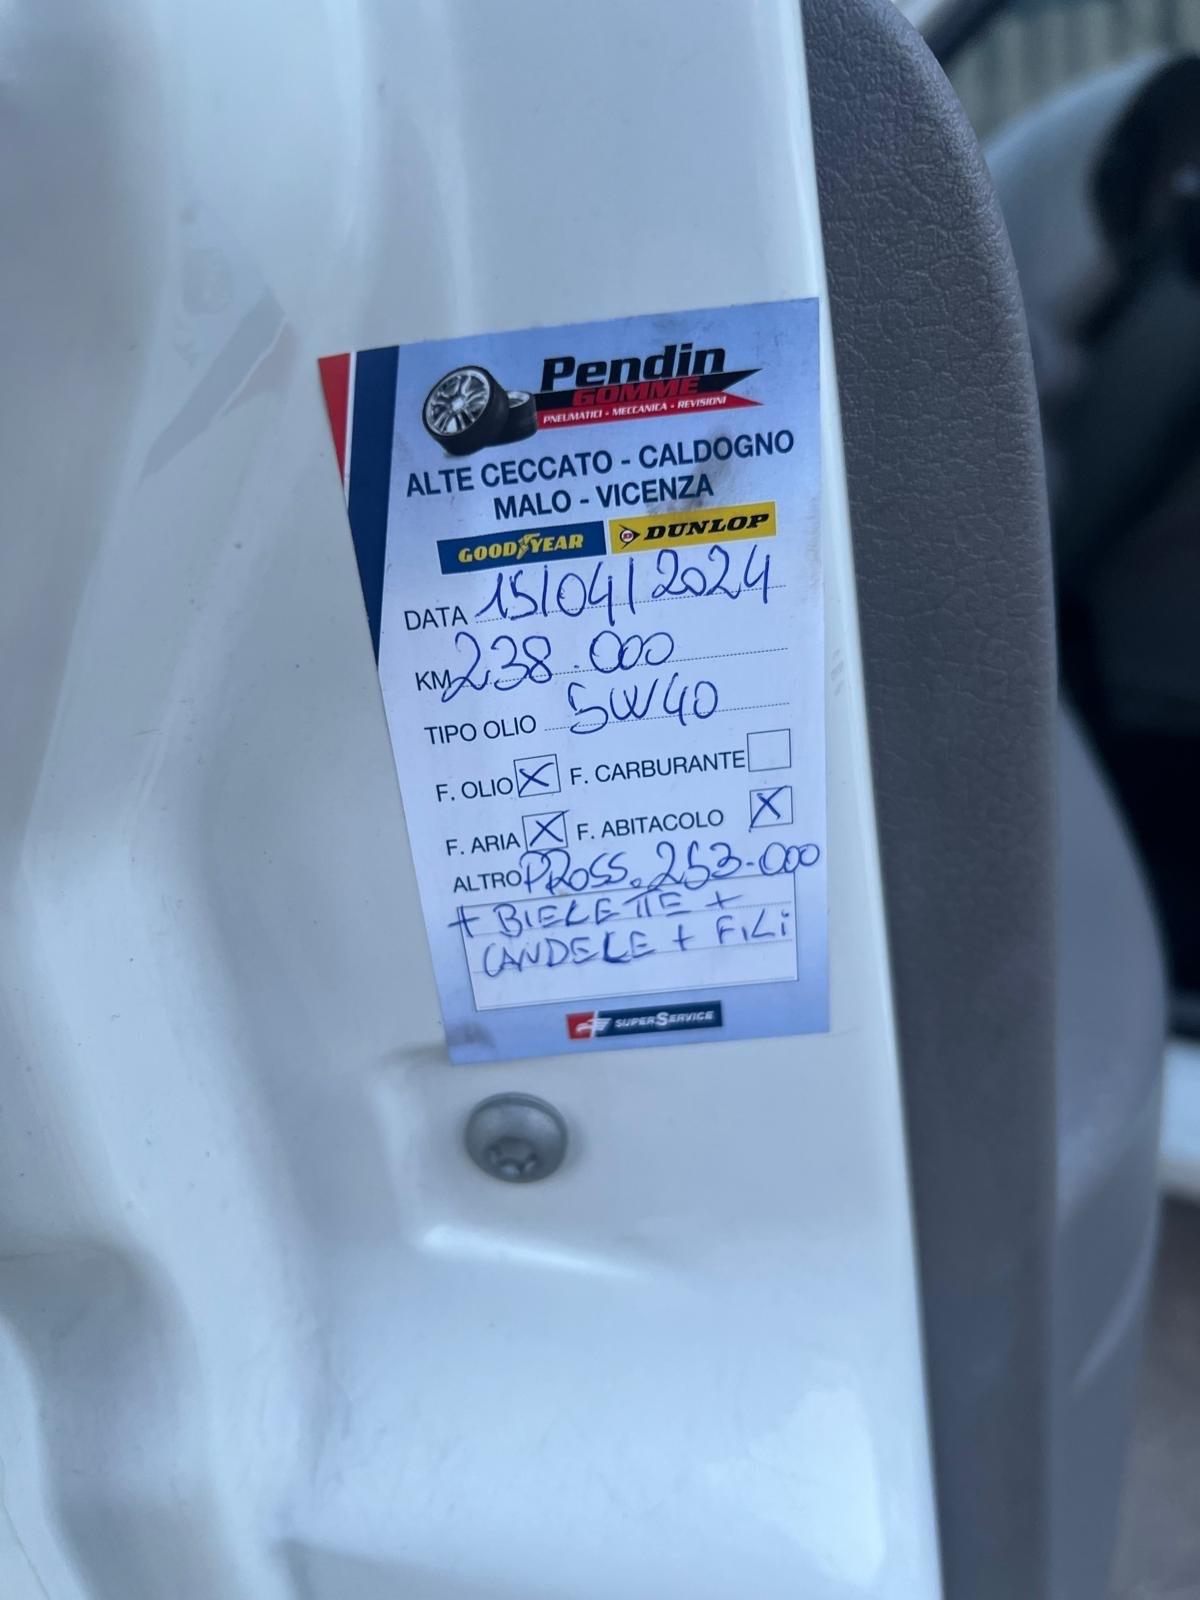 Pendin
GOMME
PNEUMATICI - MECCANICA - REVISIONI
ALTE CECCATO - CALDOGNO
MALO - VICENZA
GOODYEAR DUNLOP
DATA 15/04/2024
KM 238.000
TIPO OLIO 5W40
F. OLIO X F. CARBURANTE
F. ARIA X F. ABITACOLO X
ALTRO PROSS. 253.000
+ BIELETTE +
CANDELE + FILI
SUPERSERVICE